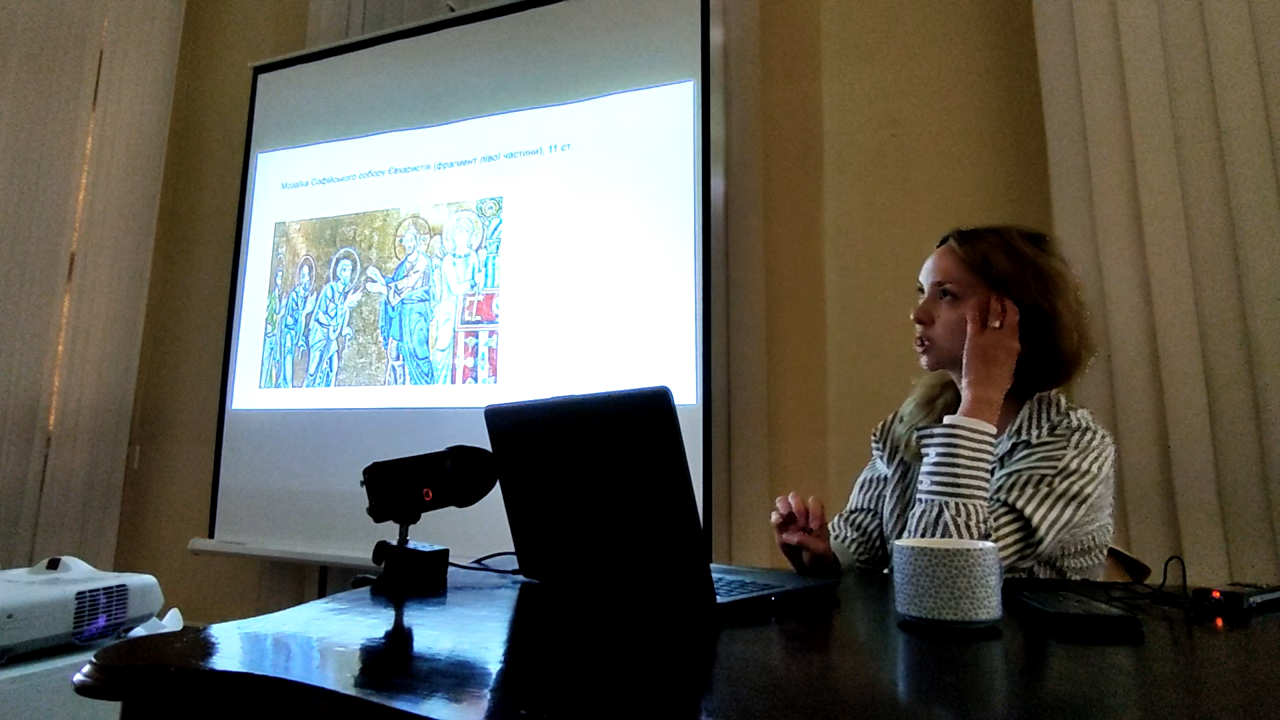 Мозаїка Софійського собору Євхаристія (фрагмент лівої частини), 11 ст.